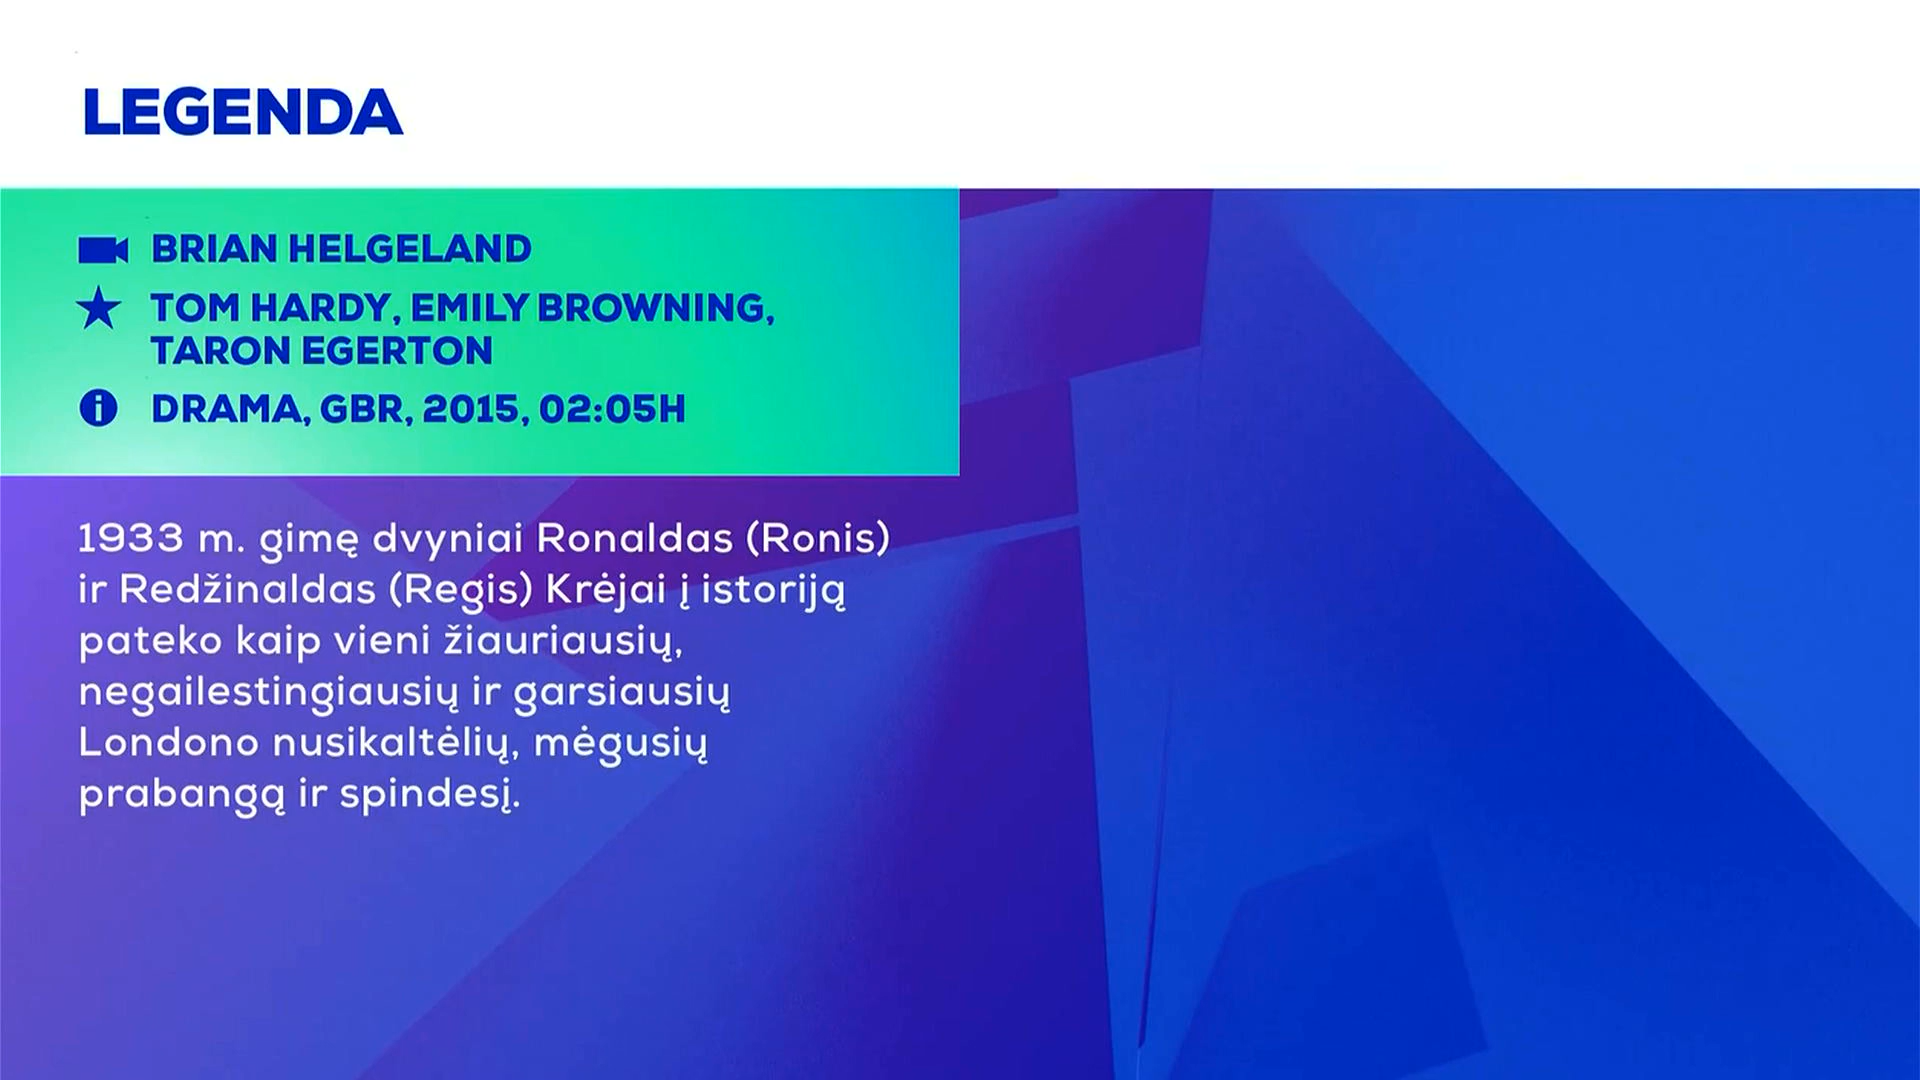 LEGENDA
BRIAN HELGELAND
TOM HARDY, EMILY BROWNING,
TARON EGERTON
DRAMA, GBR, 2015, 02:05H
1933 m. gimę dvyniai Ronaldas (Ronis)
ir Redžinaldas (Regis) Krėjai į istoriją
pateko kaip vieni žiauriausių,
negailestingiausių ir garsiausių
Londono nusikaltėlių, mėgusių
prabangą ir spindesį.